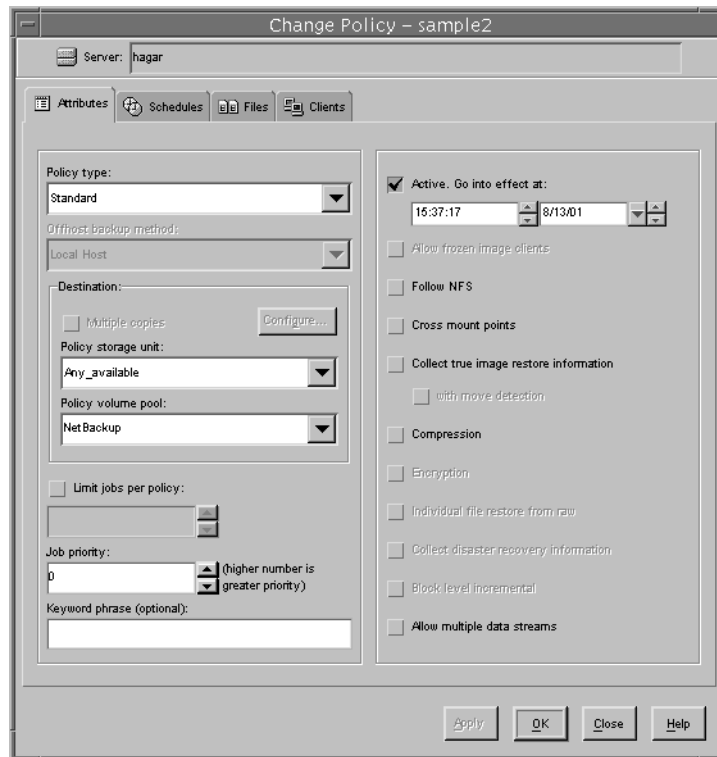 Change Policy – sample2
Server: hagar
Attributes Schedules Files Clients
Policy type:
Standard
Offhost backup method:
Local Host
Destination:
Multiple copies
Configure...
Policy storage unit:
Any_available
Policy volume pool:
NetBackup
Limit jobs per policy:
Job priority:
0
(higher number is
greater priority)
Keyword phrase (optional):
Active. Go into effect at:
15:37:17 8/13/01
Allow frozen image clients
Follow NFS
Cross mount points
Collect true image restore information
with move detection
Compression
Encryption
Individual file restore from raw
Collect disaster recovery information
Block level incremental
Allow multiple data streams
Apply OK Close Help